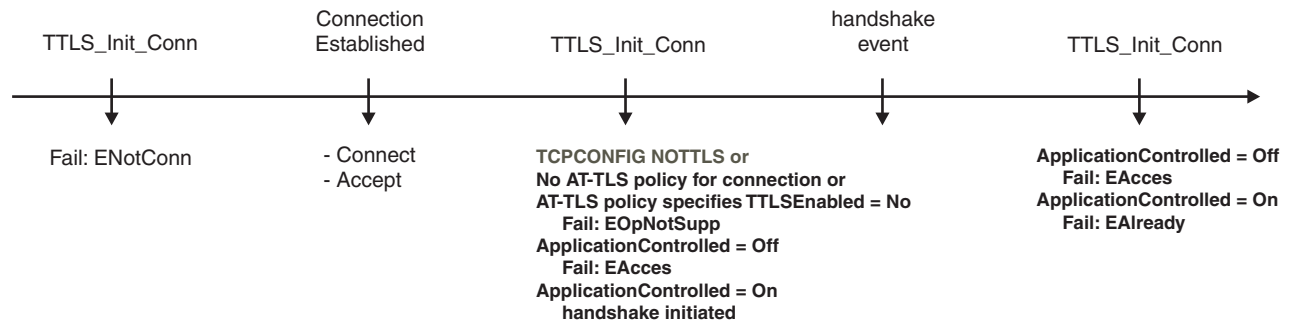 TTLS_Init_Conn
Connection
Established
TTLS_Init_Conn
handshake
event
TTLS_Init_Conn
Fail: ENotConn
- Connect
- Accept
TCPCONFIG NOTTLS or
No AT-TLS policy for connection or
AT-TLS policy specifies TTLSEnabled = No
Fail: EOpNotSupp
ApplicationControlled = Off
Fail: EAcces
ApplicationControlled = On
handshake initiated
ApplicationControlled = Off
Fail: EAcces
ApplicationControlled = On
Fail: EAlready